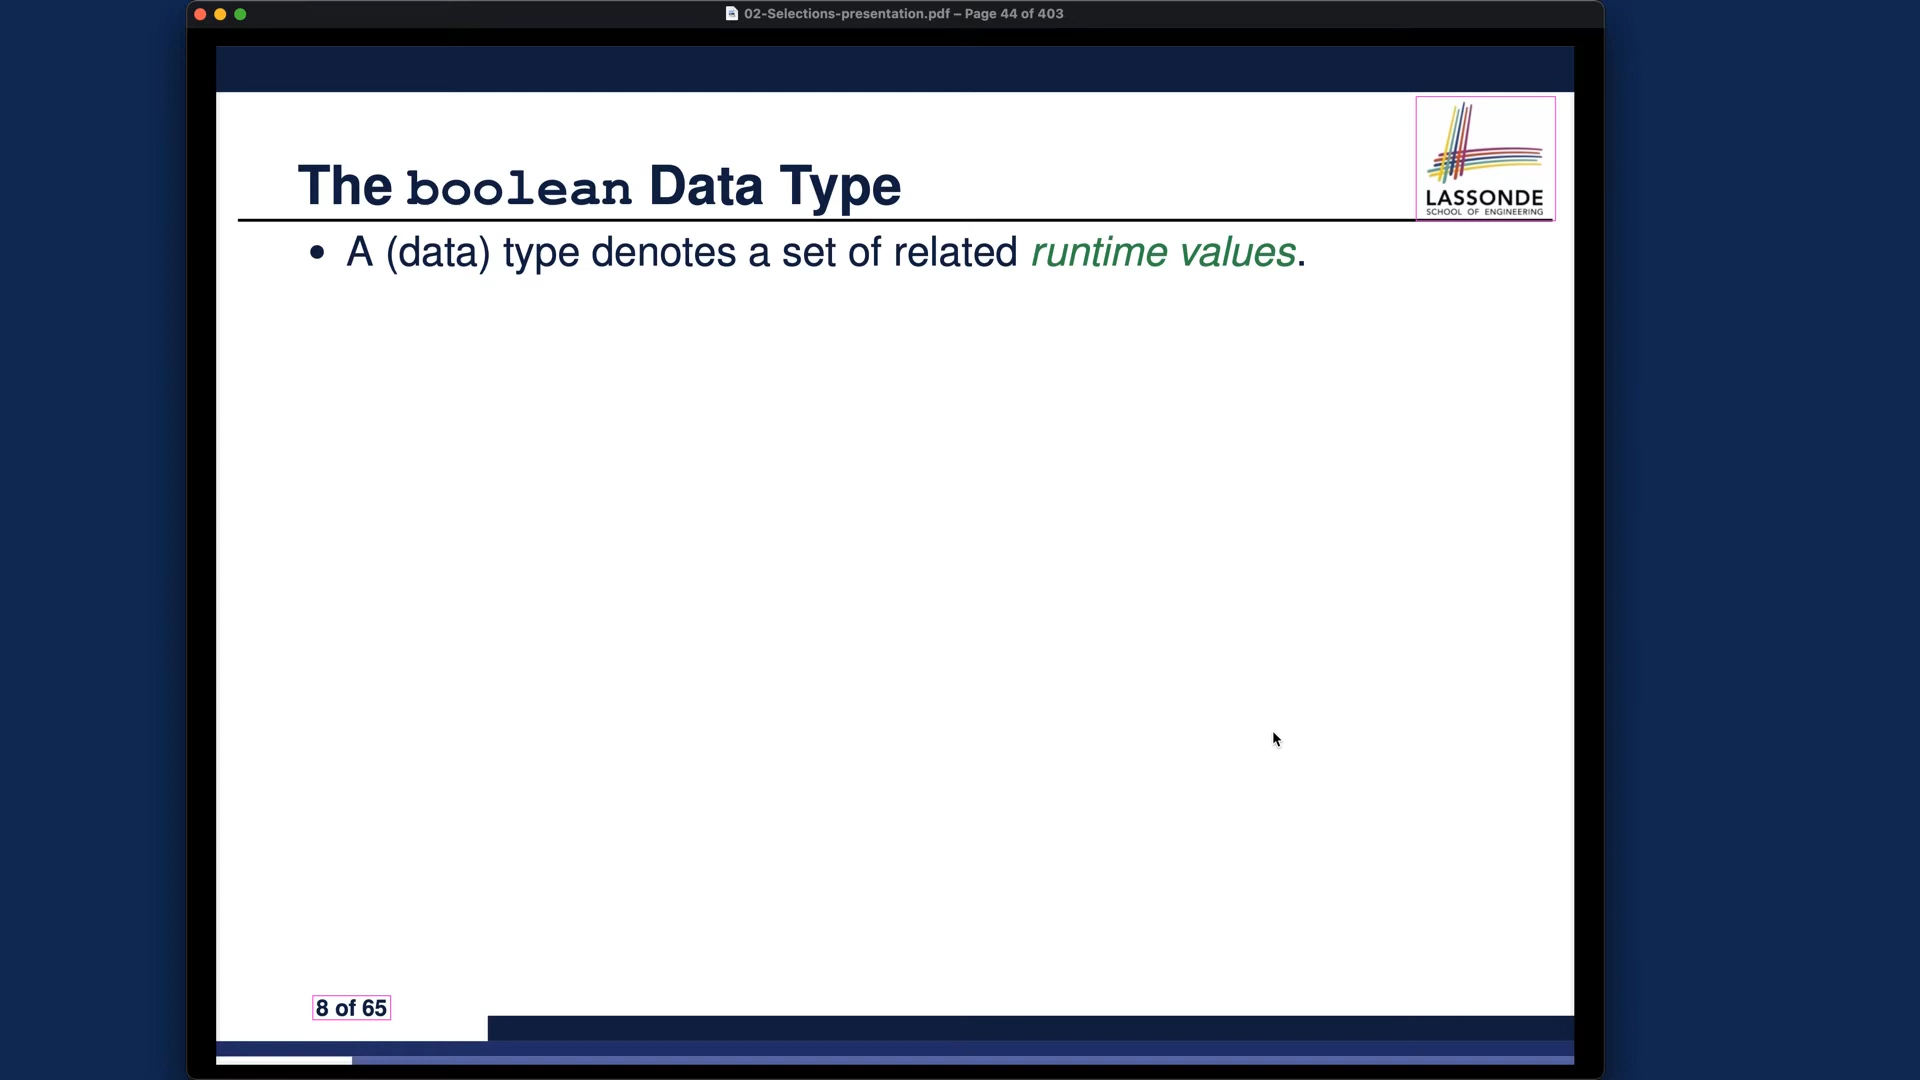 02-Selections-presentation.pdf – Page 44 of 403
LASSONDE
SCHOOL OF ENGINEERING
The boolean Data Type
• A (data) type denotes a set of related runtime values.
8 of 65